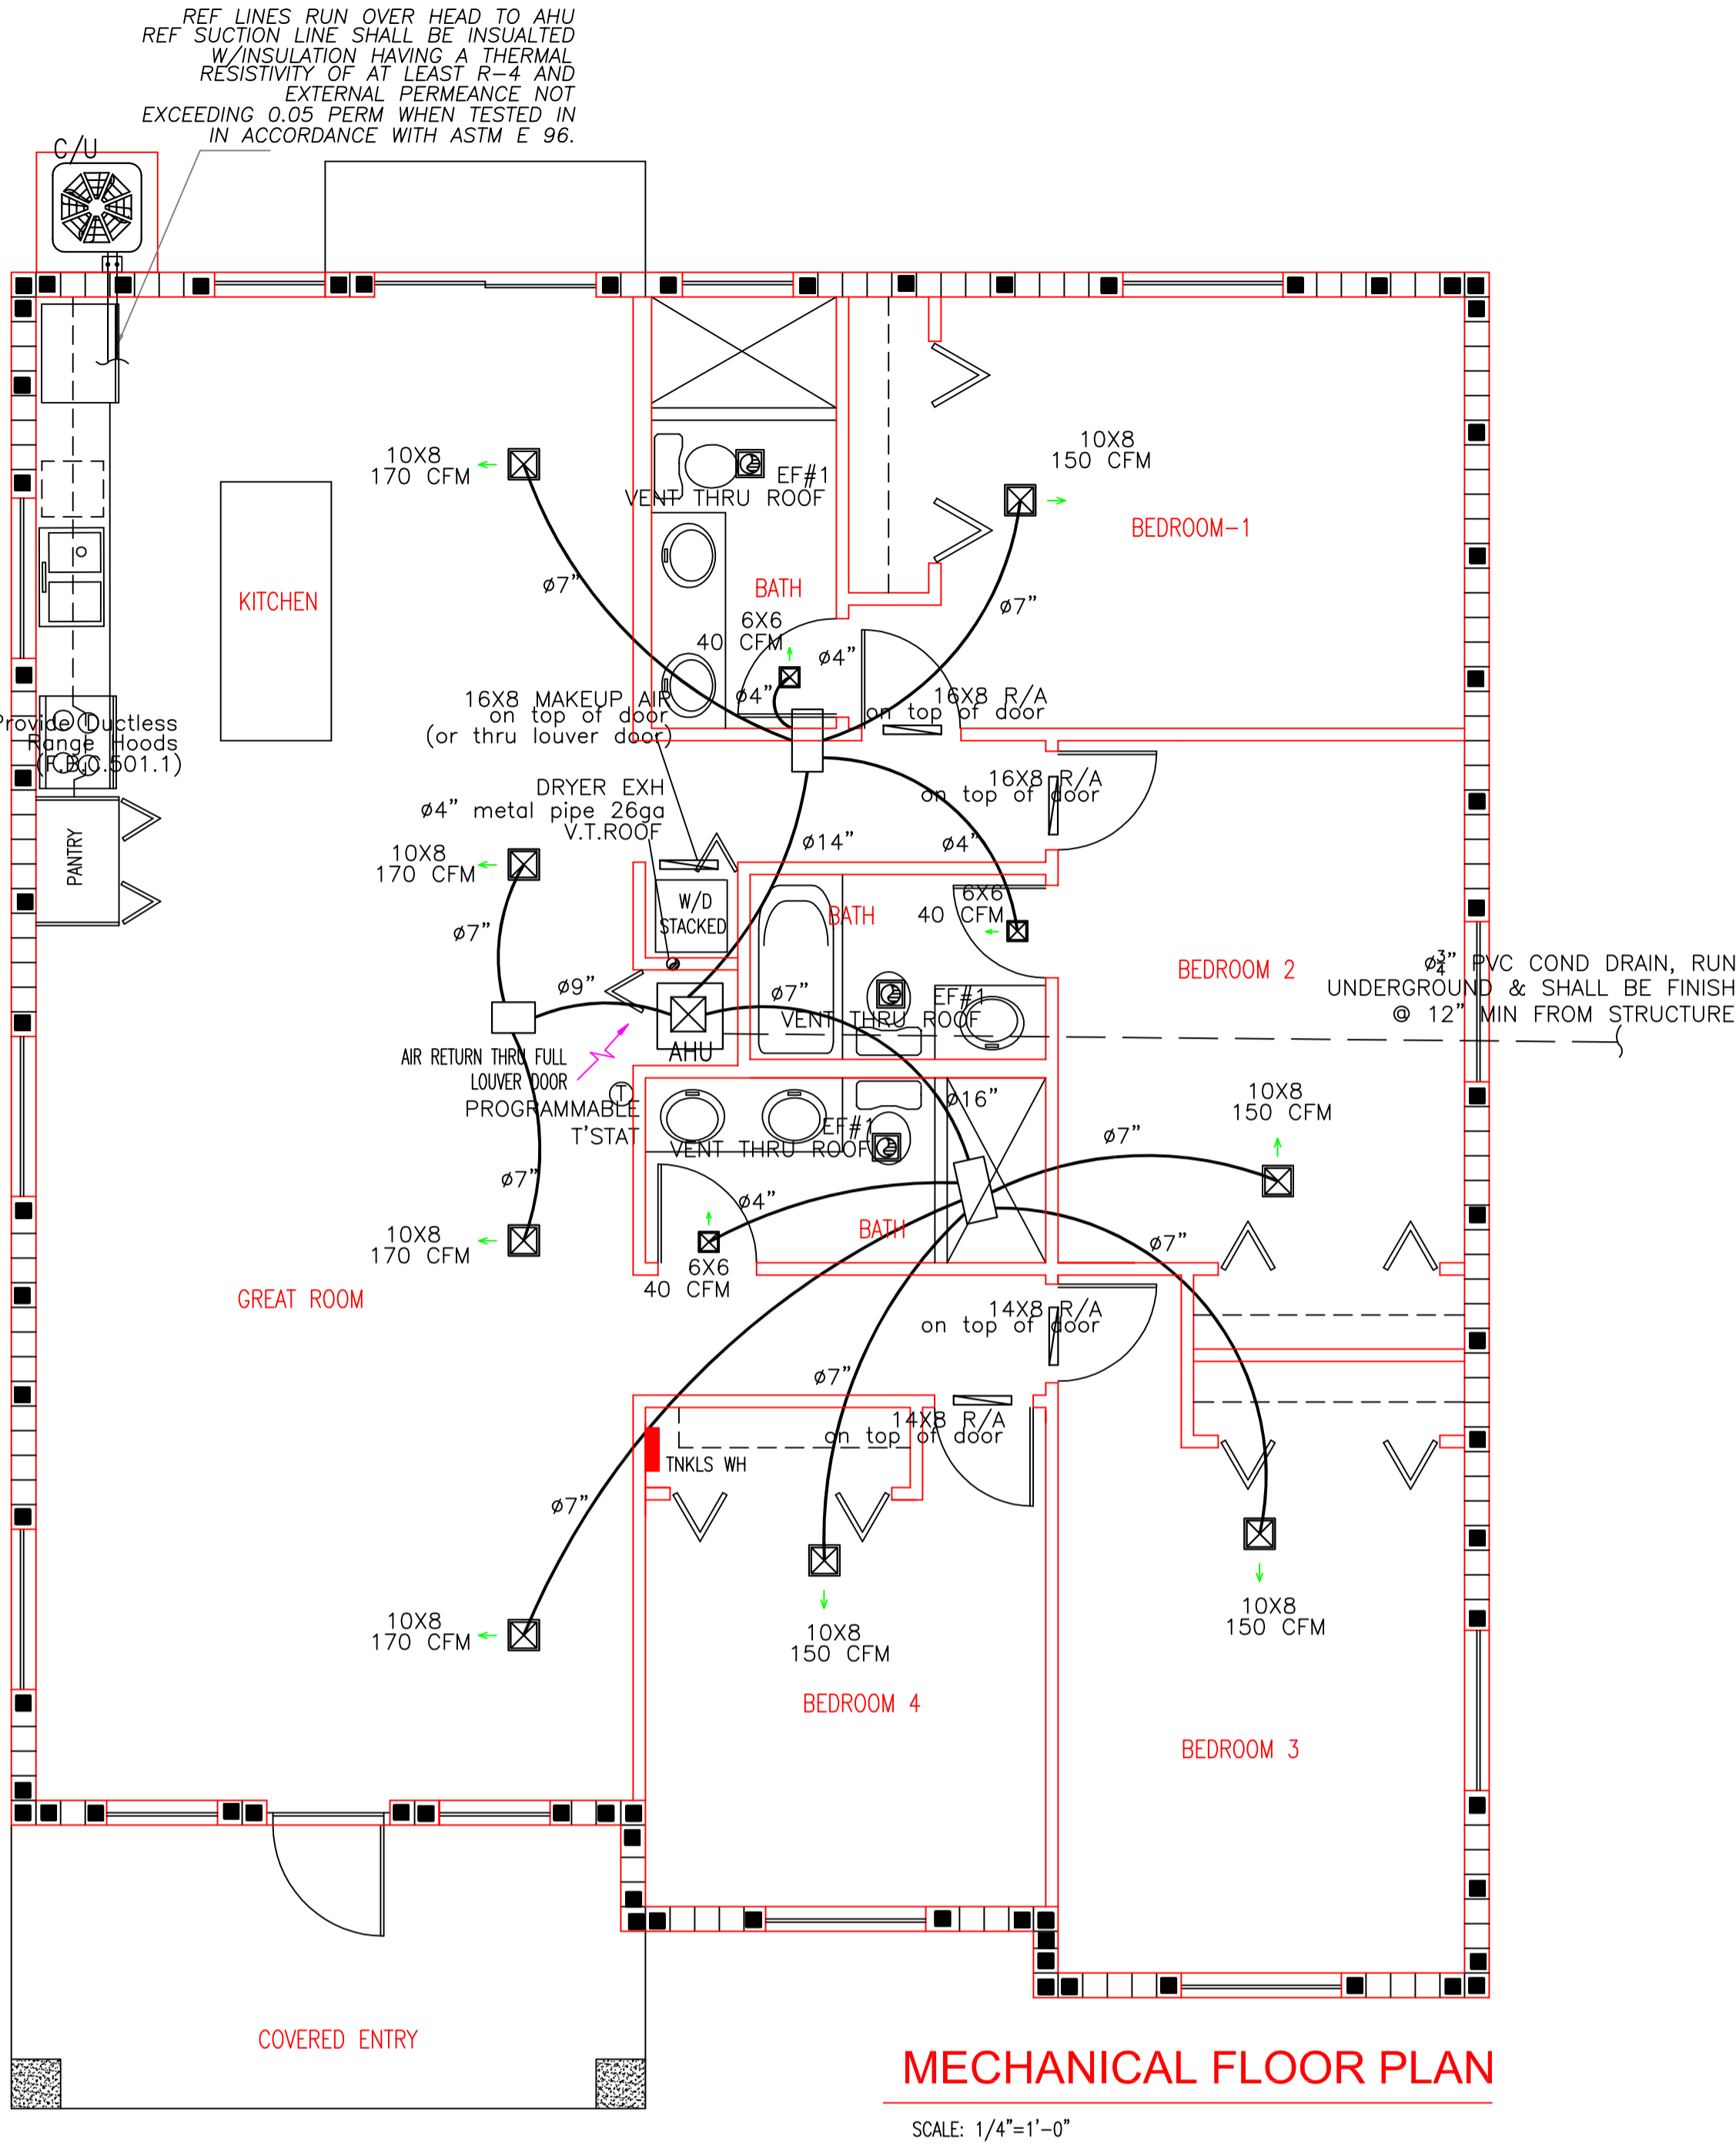 REF LINES RUN OVER HEAD TO AHU
REF SUCTION LINE SHALL BE INSUALTED
W/INSULATION HAVING A THERMAL
RESISTIVITY OF AT LEAST R-4 AND
EXTERNAL PERMEANCE NOT
EXCEEDING 0.05 PERM WHEN TESTED IN
IN ACCORDANCE WITH ASTM E 96.
C/U
10X8
170 CFM
EF#1
VENT THRU ROOF
10X8
150 CFM
BEDROOM-1
KITCHEN
ø7"
BATH
ø7"
6X6
40 CFM
ø4"
ø4"
16X8 MAKEUP AIR
on top of door
(or thru louver door)
16X8 R/A
on top of door
Provide Ductless
Range Hoods
(F.B.C.501.1)
16X8 R/A
on top of door
DRYER EXH
ø4" metal pipe 26ga
V.T.ROOF
PANTRY
10X8
170 CFM
ø14"
ø4"
W/D
STACKED
BATH
6X6
40 CFM
ø7"
BEDROOM 2
ø3/4" PVC COND DRAIN, RUN
UNDERGROUND & SHALL BE FINISH
@ 12" MIN FROM STRUCTURE
ø9"
ø7"
EF#1
VENT THRU ROOF
AHU
AIR RETURN THRU FULL
LOUVER DOOR
T
PROGRAMMABLE
T'STAT
ø16"
10X8
150 CFM
EF#1
VENT THRU ROOF
ø7"
ø7"
ø4"
BATH
ø7"
10X8
170 CFM
6X6
40 CFM
GREAT ROOM
14X8 R/A
on top of door
ø7"
14X8 R/A
on top of door
TNKLS WH
ø7"
10X8
170 CFM
10X8
150 CFM
10X8
150 CFM
BEDROOM 4
BEDROOM 3
COVERED ENTRY
MECHANICAL FLOOR PLAN
SCALE: 1/4"=1'-0"